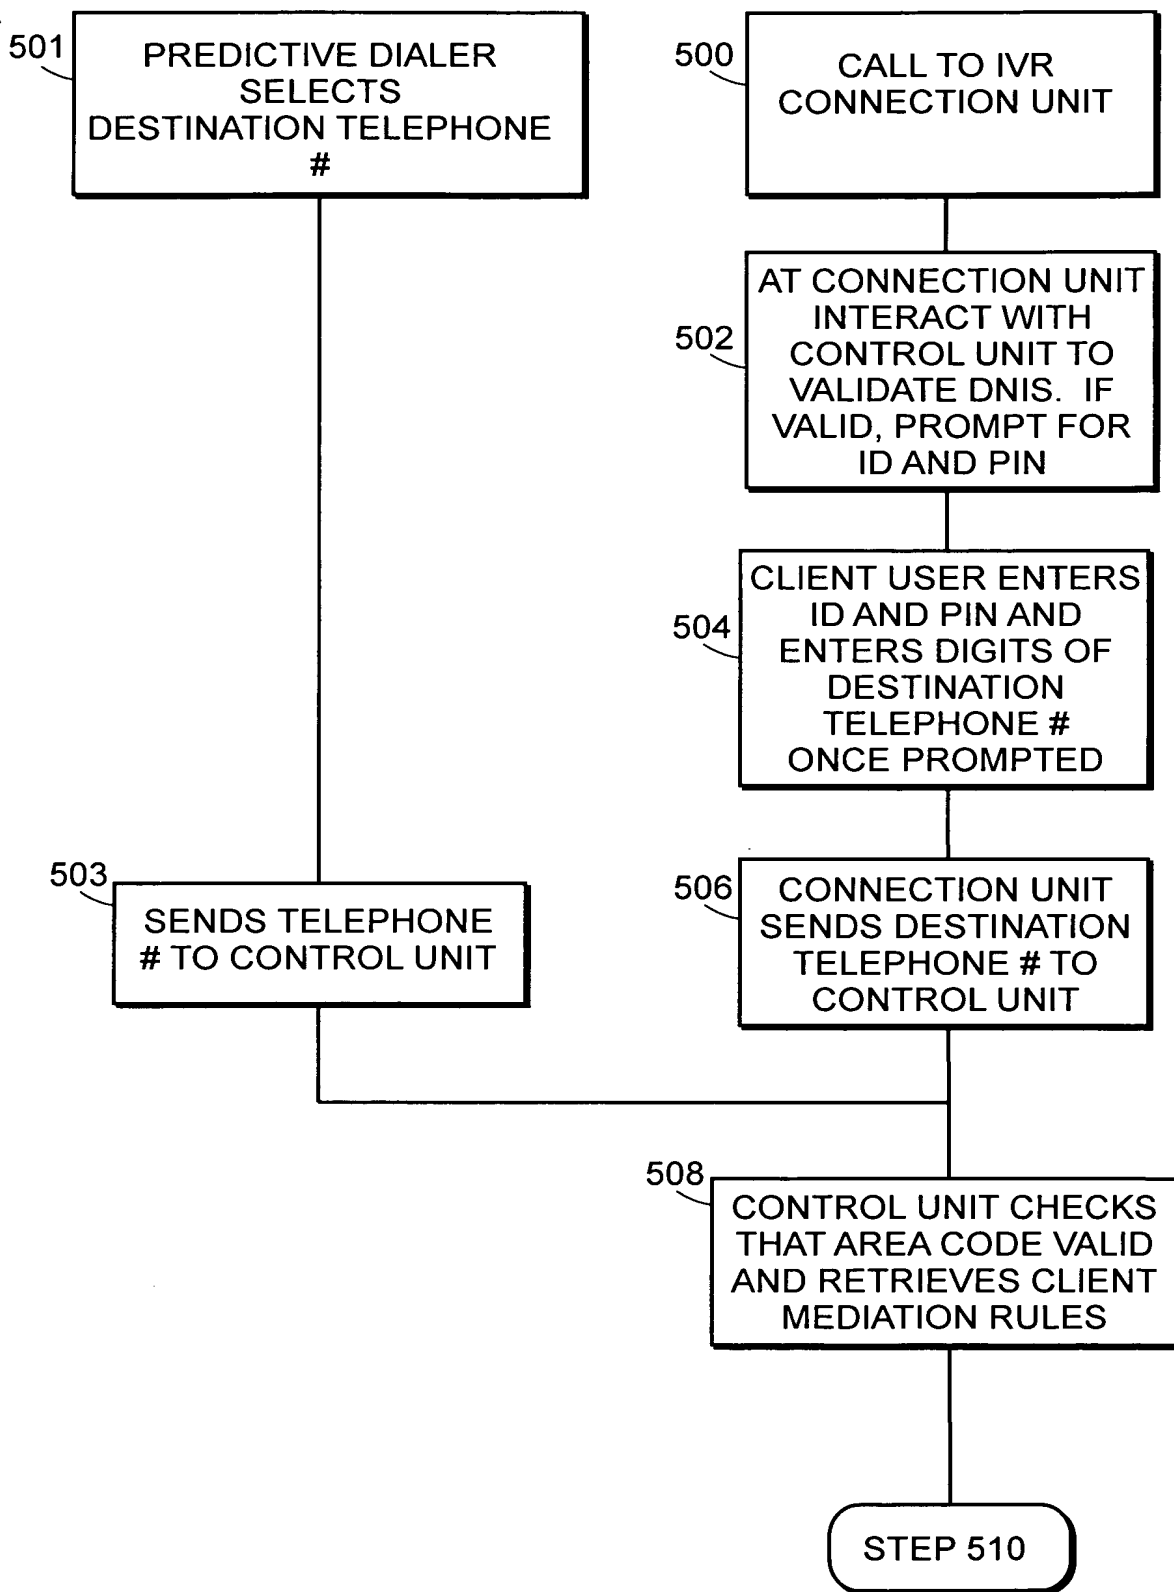 501
PREDICTIVE DIALER
SELECTS
DESTINATION TELEPHONE
#
500
CALL TO IVR
CONNECTION UNIT
502
AT CONNECTION UNIT
INTERACT WITH
CONTROL UNIT TO
VALIDATE DNIS. IF
VALID, PROMPT FOR
ID AND PIN
504
CLIENT USER ENTERS
ID AND PIN AND
ENTERS DIGITS OF
DESTINATION
TELEPHONE #
ONCE PROMPTED
503
SENDS TELEPHONE
# TO CONTROL UNIT
506
CONNECTION UNIT
SENDS DESTINATION
TELEPHONE # TO
CONTROL UNIT
508
CONTROL UNIT CHECKS
THAT AREA CODE VALID
AND RETRIEVES CLIENT
MEDIATION RULES
STEP 510